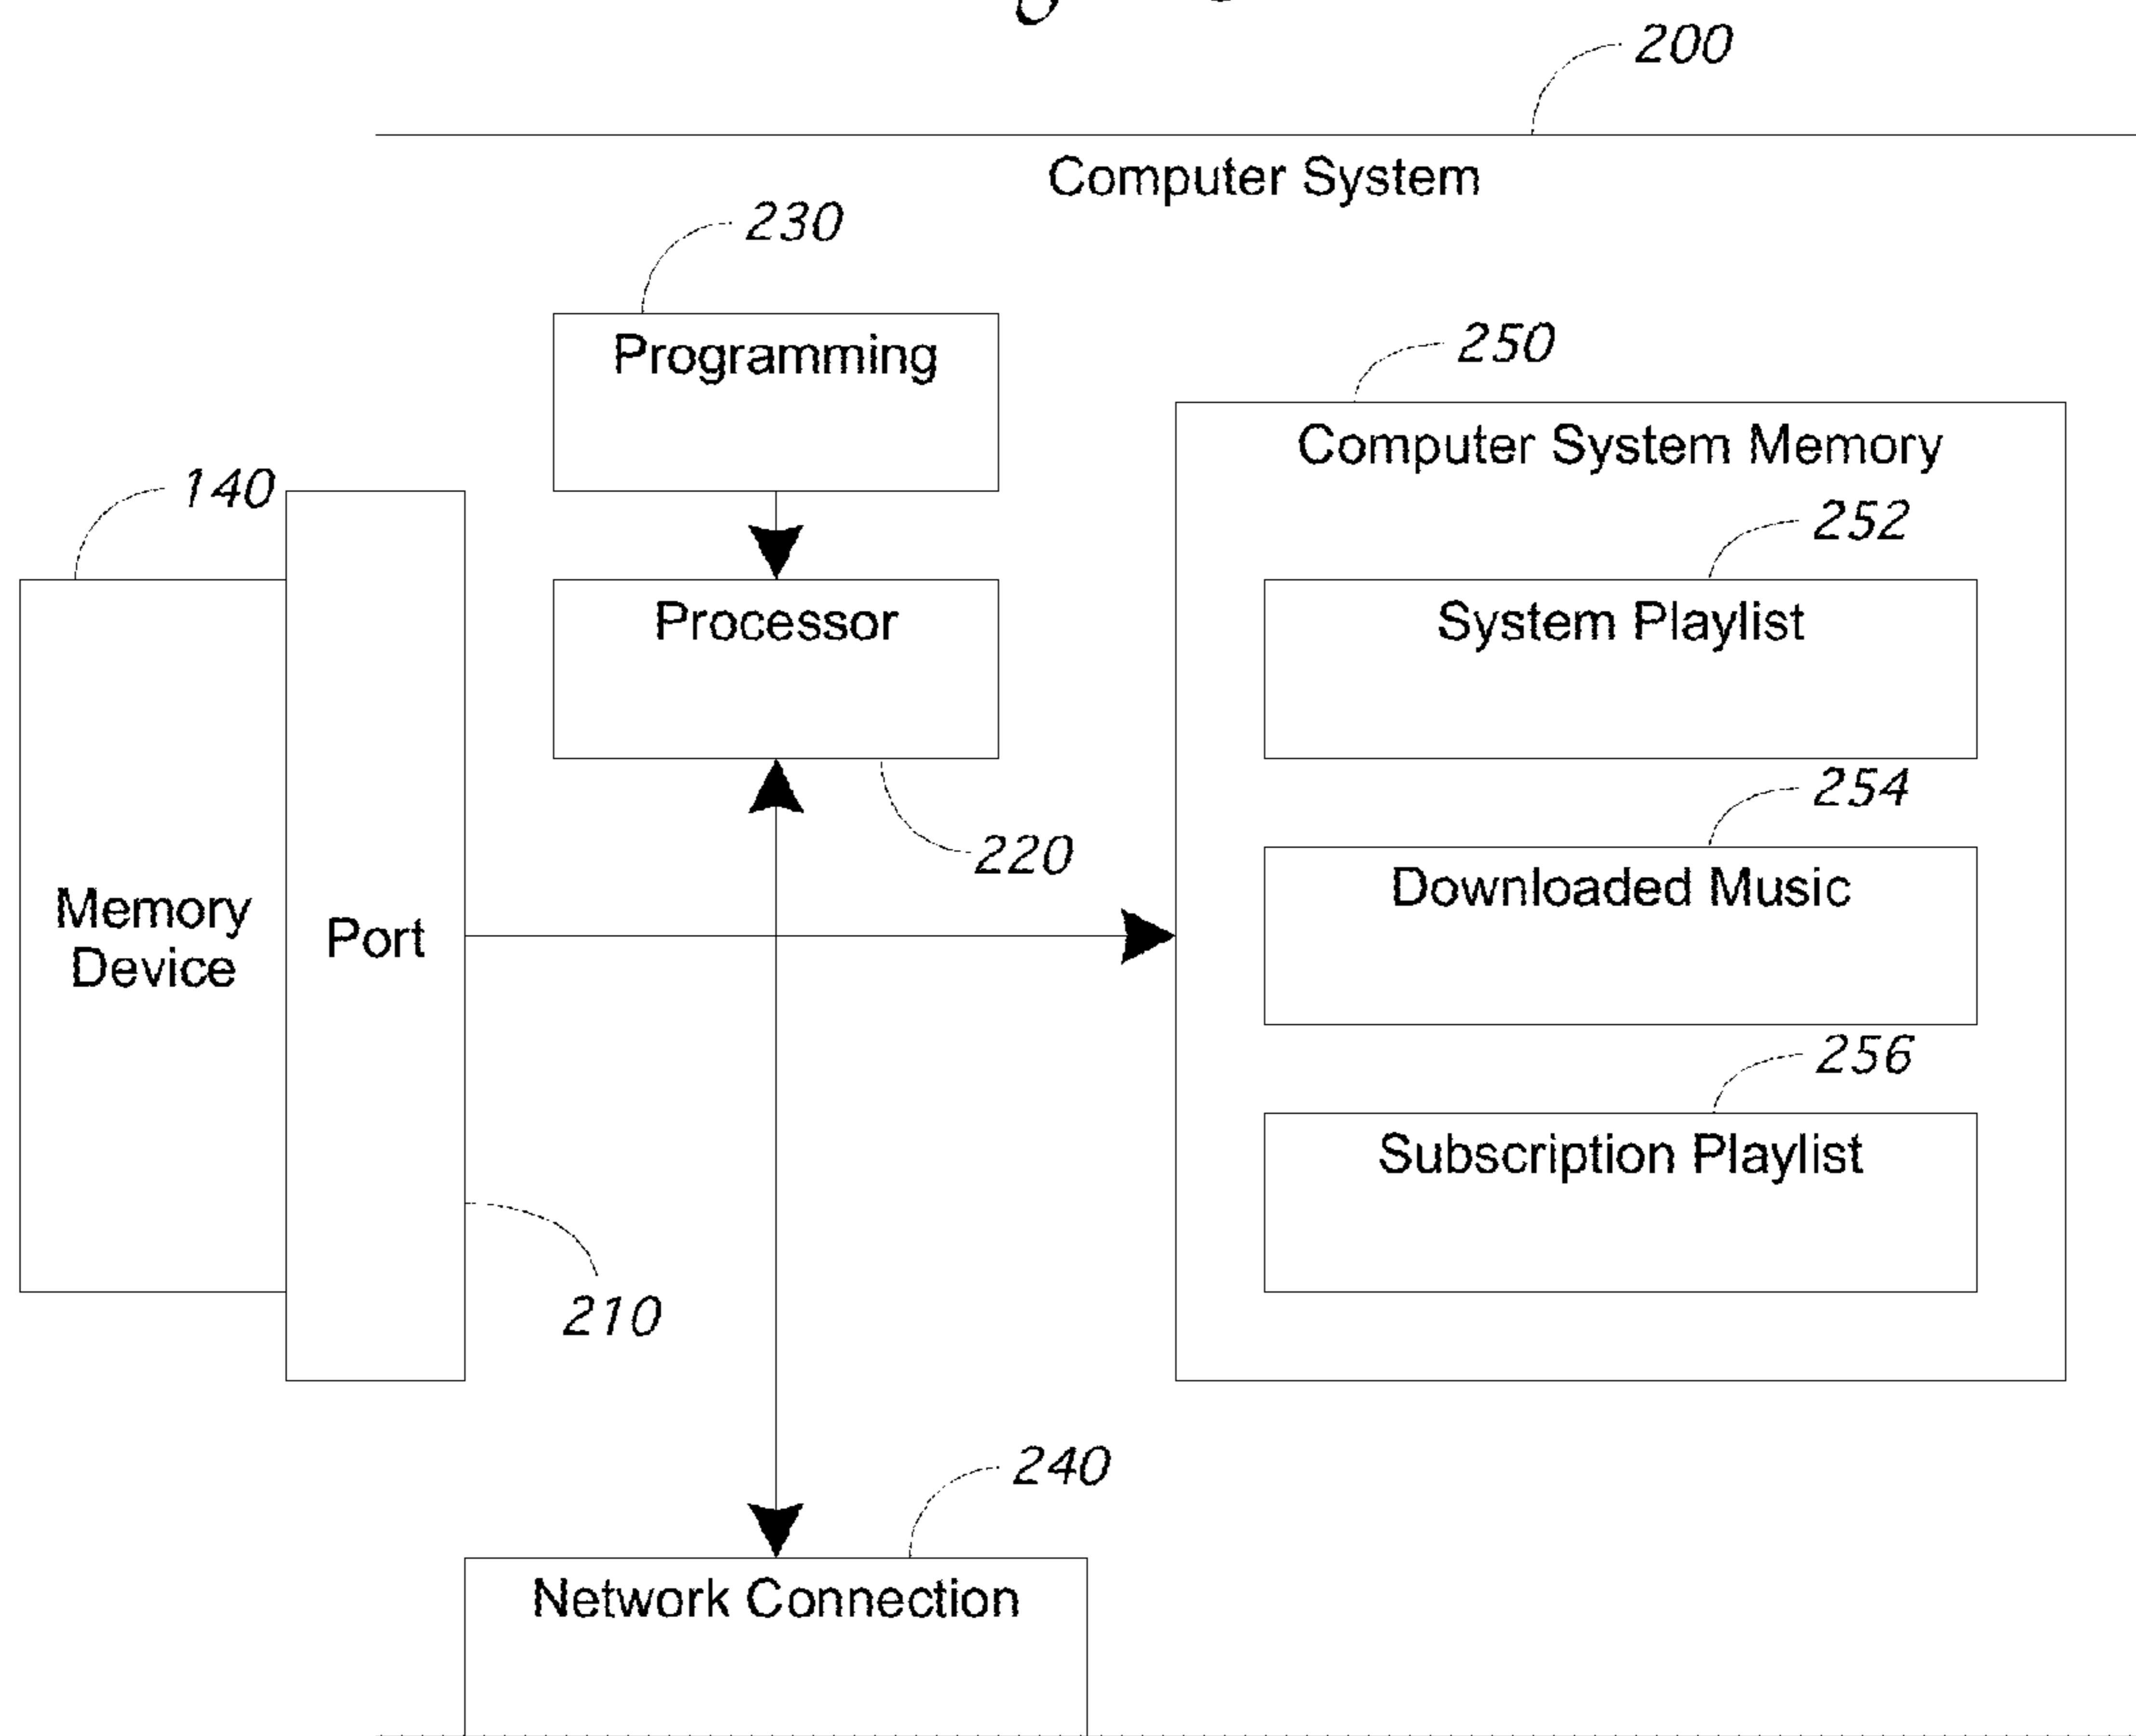 200
Computer System
230
Programming
250
Computer System Memory
140
252
Processor
System Playlist
254
220
Downloaded Music
Memory
Device
Port
256
Subscription Playlist
210
240
Network Connection